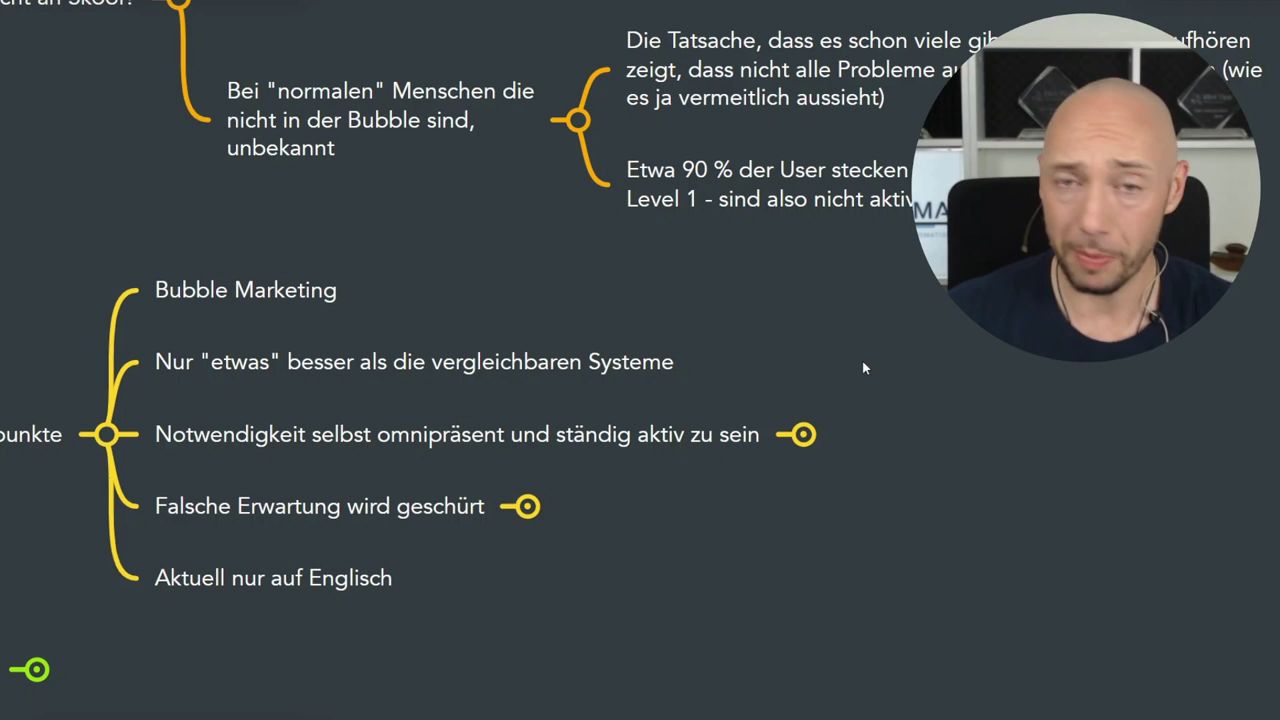 an Skool?
Bei "normalen" Menschen die
nicht in der Bubble sind,
unbekannt
Die Tatsache, dass es schon viele
zeigt, dass nicht alle Probleme (wie
es ja vermeitlich aussieht)
Etwa 90 % der User stecken
Level 1 - sind also nicht aktiv
Bubble Marketing
Nur "etwas" besser als die vergleichbaren Systeme
Notwendigkeit selbst omnipräsent und ständig aktiv zu sein
Falsche Erwartung wird geschürt
Aktuell nur auf Englisch